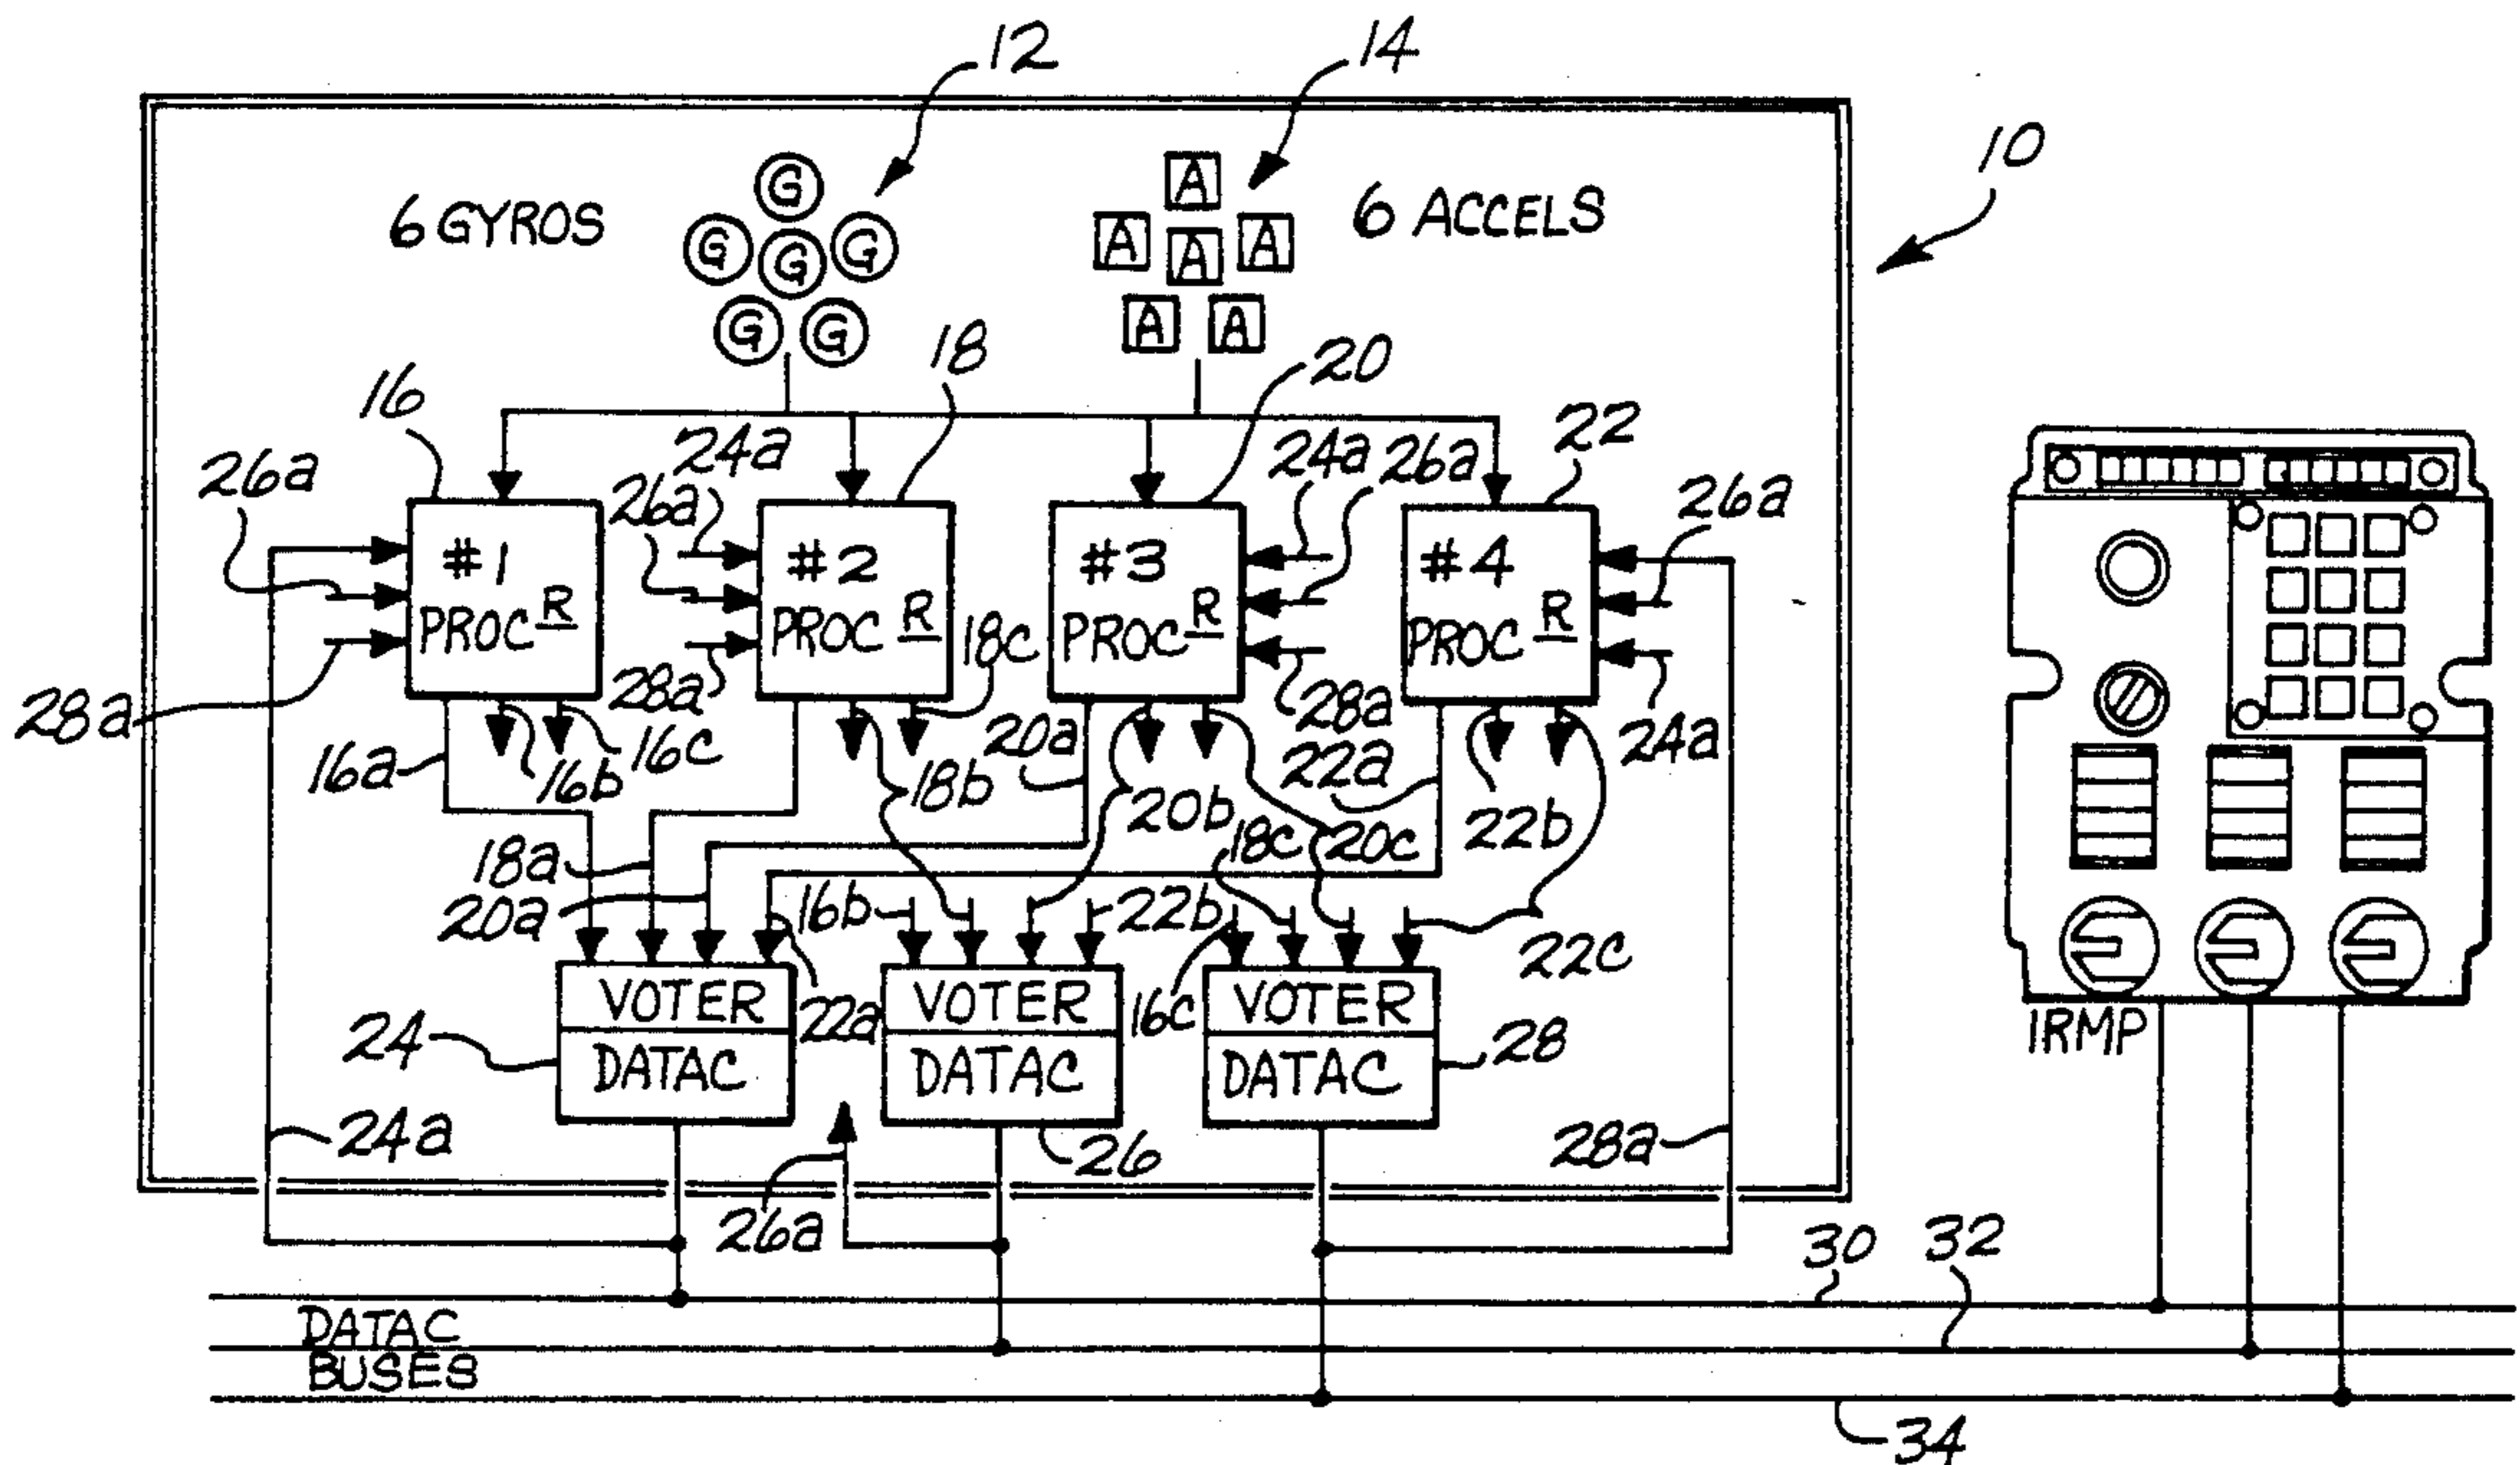 12
14
10
6 GYROS
G
G
G
G
G
G
A
A
A
A
A
A
6 ACCELS
16
18
20
22
26a
24a
26a
24a
26a
26a
#1
PROC R
#2
PROC R
#3
PROC R
#4
PROC R
28a
28a
18c
28a
24a
16a
16b
16c
18b
20a
20b
20c
22a
22b
18a
20a
16b
22b
18c
16c
22a
22c
VOTER
DATAC
VOTER
DATAC
VOTER
DATAC
24
26
28
24a
26a
28a
IRMP
30
32
DATAC
BUSES
34